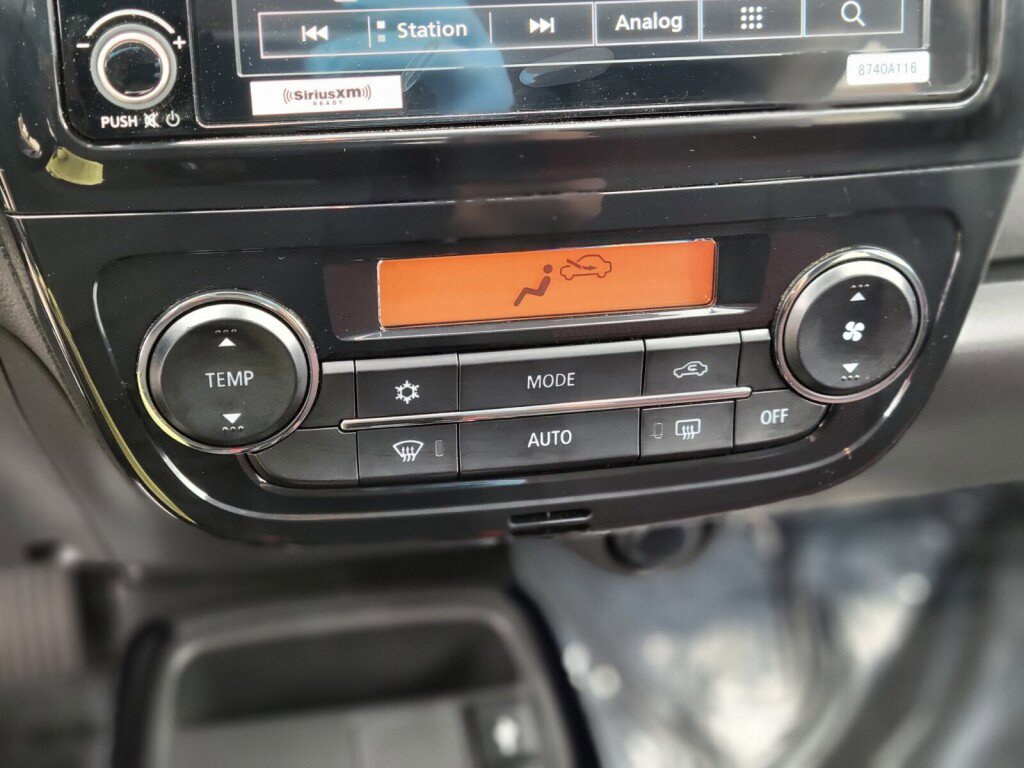 Station
Analog
8740A116
((SiriusXM))
READY
PUSH
TEMP
MODE
AUTO
OFF